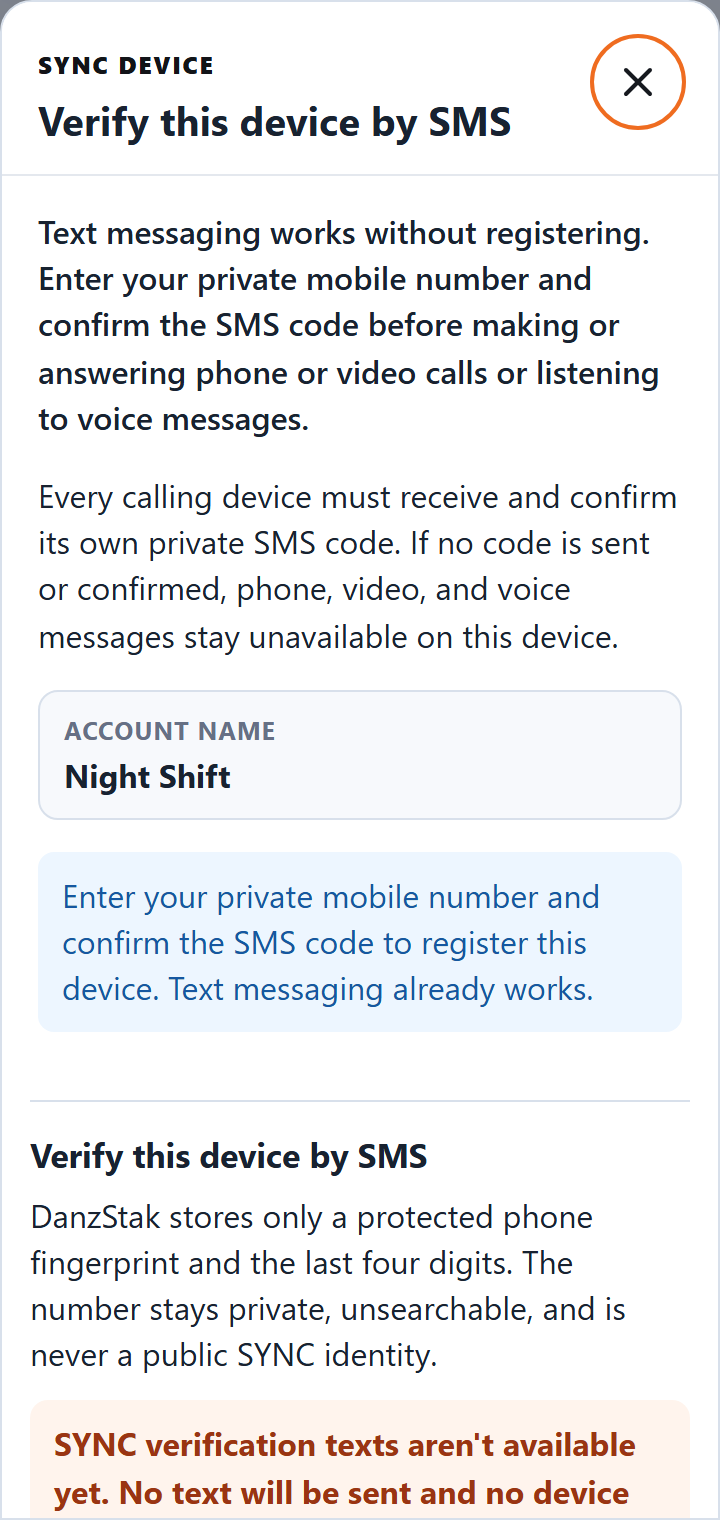 SYNC DEVICE
Verify this device by SMS
Text messaging works without registering.
Enter your private mobile number and
confirm the SMS code before making or
answering phone or video calls or listening
to voice messages.
Every calling device must receive and confirm
its own private SMS code. If no code is sent
or confirmed, phone, video, and voice
messages stay unavailable on this device.
ACCOUNT NAME
Night Shift
Enter your private mobile number and
confirm the SMS code to register this
device. Text messaging already works.
Verify this device by SMS
DanzStak stores only a protected phone
fingerprint and the last four digits. The
number stays private, unsearchable, and is
never a public SYNC identity.
SYNC verification texts aren't available
yet. No text will be sent and no device